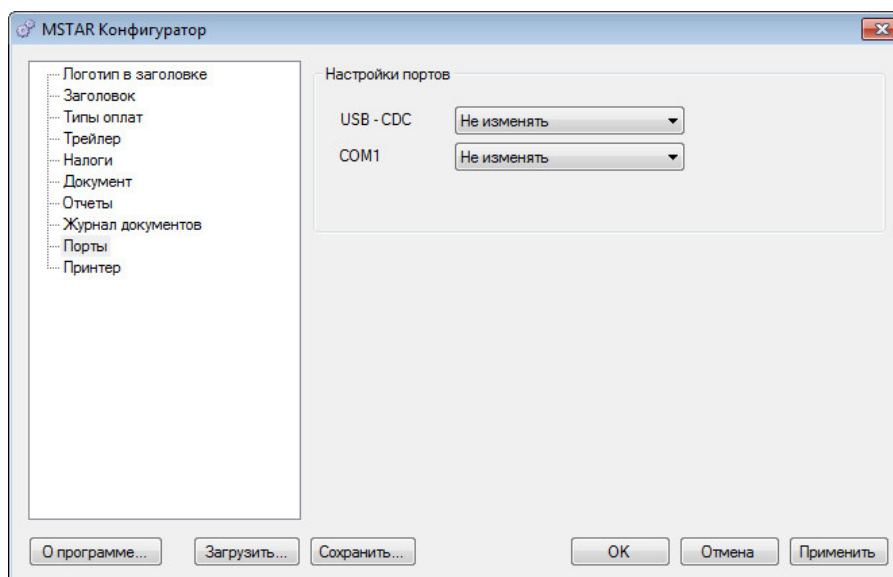 MSTAR Конфигуратор
Логотип в заголовке
Заголовок
Типы оплат
Трейлер
Налоги
Документ
Отчеты
Журнал документов
Порты
Принтер
Настройки портов
USB - CDC Не изменять
COM1 Не изменять
О программе... Загрузить... Сохранить... OK Отмена Применить